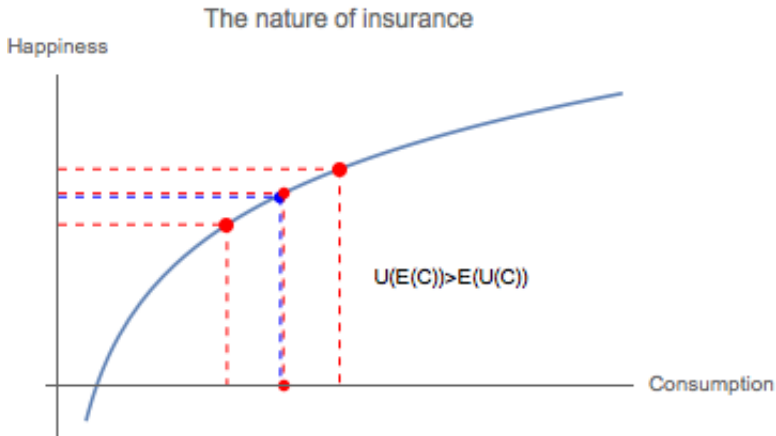 The nature of insurance
Happiness
U(E(C))>E(U(C))
Consumption